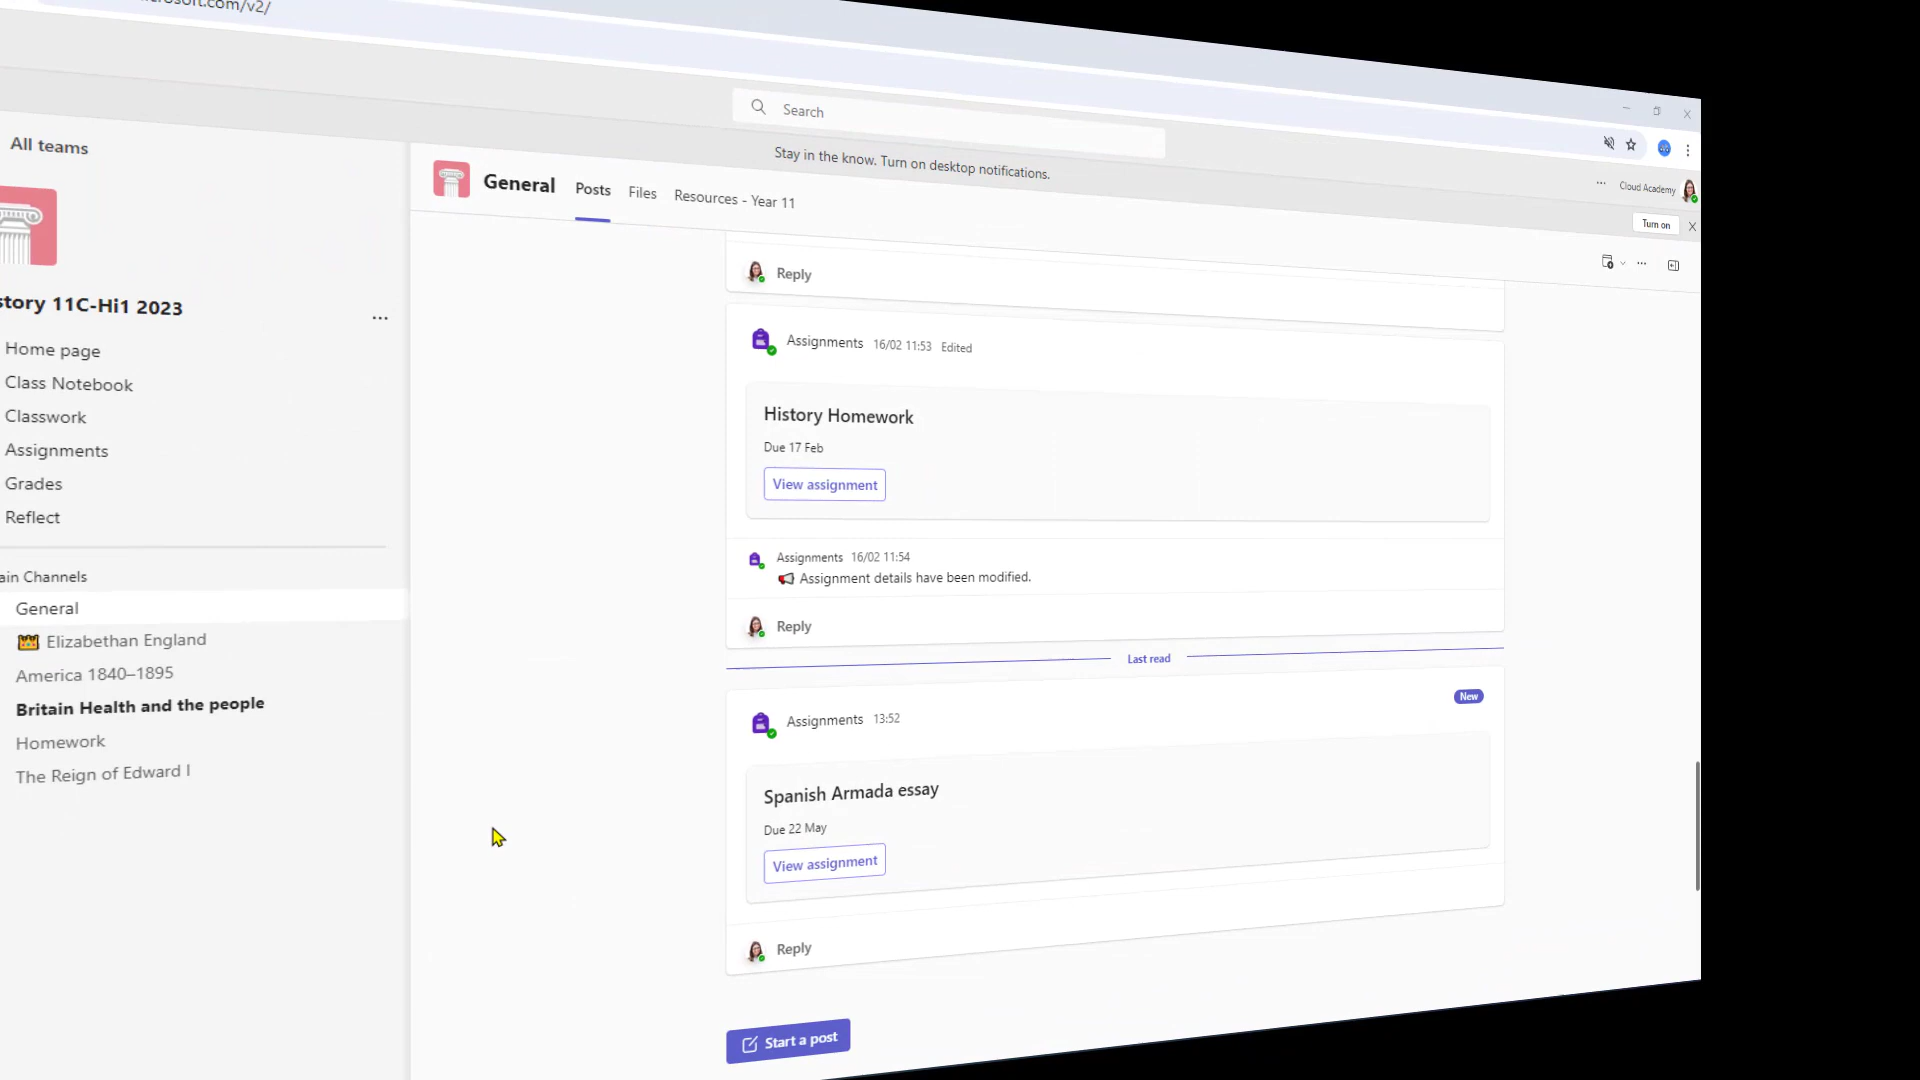 microsoft.com/v2/
Search
Stay in the know. Turn on desktop notifications.
Cloud Academy
Turn on
All teams
General
Posts
Files
Resources - Year 11
story 11C-Hi1 2023
Home page
Class Notebook
Classwork
Assignments
Grades
Reflect
ain Channels
General
Elizabethan England
America 1840–1895
Britain Health and the people
Homework
The Reign of Edward I
Reply
Assignments 16/02 11:53 Edited
History Homework
Due 17 Feb
View assignment
Assignments 16/02 11:54
Assignment details have been modified.
Reply
Last read
New
Assignments 13:52
Spanish Armada essay
Due 22 May
View assignment
Reply
Start a post